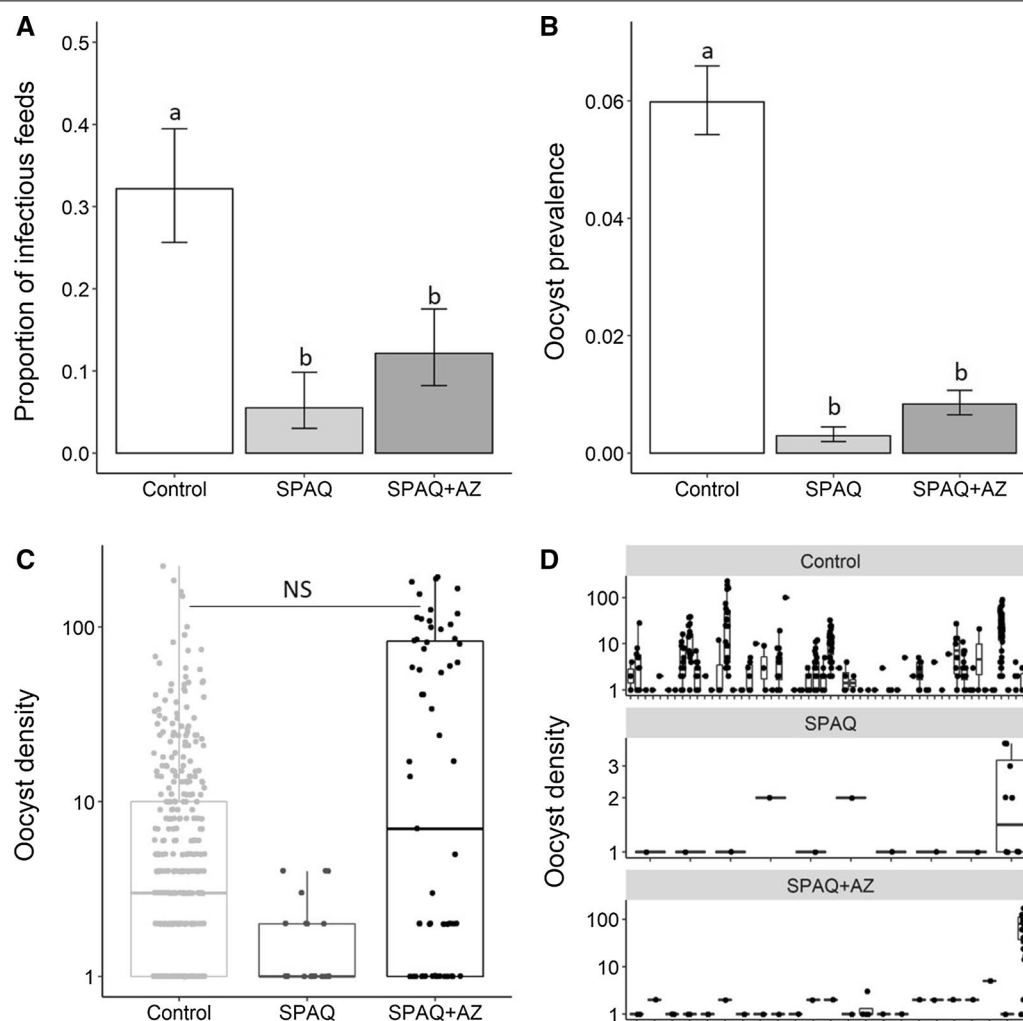 A
Proportion of infectious feeds
0.5
0.4
0.3
0.2
0.1
0.0
a
b
b
Control
SPAQ
SPAQ+AZ
B
Oocyst prevalence
0.06
0.04
0.02
0.00
a
b
b
Control
SPAQ
SPAQ+AZ
C
Oocyst density
100
10
1
NS
Control
SPAQ
SPAQ+AZ
D
Oocyst density
Control
100
10
1
SPAQ
3
2
1
SPAQ+AZ
100
10
1